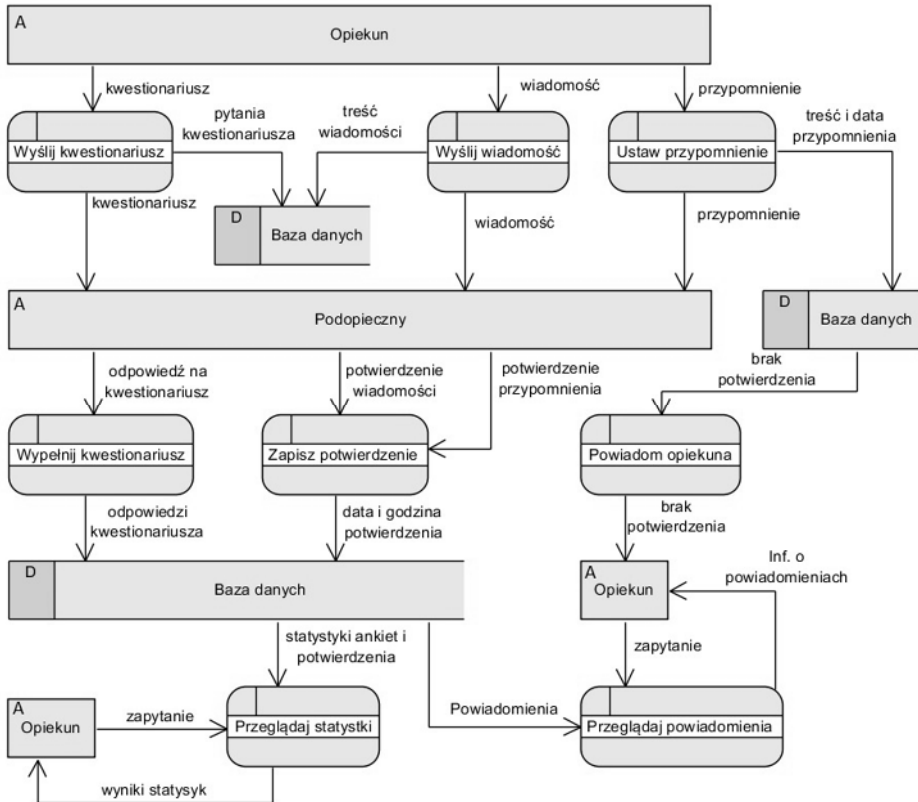 A
Opiekun
kwestionariusz
wiadomość
przypomnienie
pytania
kwestionariusza
treść
wiadomości
treść i data
przypomnienia
Wyślij kwestionariusz
Wyślij wiadomość
Ustaw przypomnienie
kwestionariusz
D
Baza danych
wiadomość
przypomnienie
A
Podopieczny
D
Baza danych
odpowiedź na
kwestionariusz
potwierdzenie
wiadomości
potwierdzenie
przypomnienia
brak
potwierdzenia
Wypełnij kwestionariusz
Zapisz potwierdzenie
Powiadom opiekuna
odpowiedzi
kwestionariusza
data i godzina
potwierdzenia
brak
potwierdzenia
D
Baza danych
A
Opiekun
Inf. o
powiadomieniach
statystyki ankiet i
potwierdzenia
zapytanie
A
Opiekun
zapytanie
Przeglądaj statystki
Powiadomienia
Przeglądaj powiadomienia
wyniki statysyk